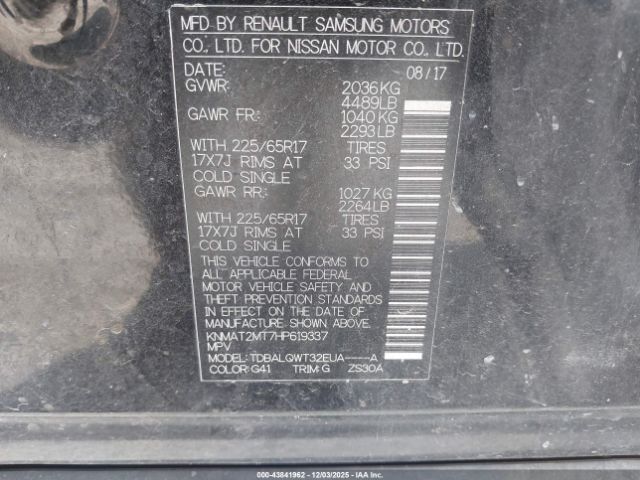 MFD BY RENAULT SAMSUNG MOTORS
CO., LTD. FOR NISSAN MOTOR CO., LTD.
DATE: 08/17
GVWR: 2036KG
4489LB
GAWR FR: 1040KG
2293LB
WITH 225/65R17 TIRES
17X7J RIMS AT 33 PSI
COLD SINGLE
GAWR RR: 1027 KG
2264LB
WITH 225/65R17 TIRES
17X7J RIMS AT 33 PSI
COLD SINGLE
THIS VEHICLE CONFORMS TO
ALL APPLICABLE FEDERAL
MOTOR VEHICLE SAFETY AND
THEFT PREVENTION STANDARDS
IN EFFECT ON THE DATE OF
MANUFACTURE SHOWN ABOVE.
KNMAT2MT7HP619337
MPV
MODEL: TDBALQWT32EUA-----A
COLOR: G41 TRIM: G ZS30A
000-43841962 - 12/03/2025 - IAA Inc.